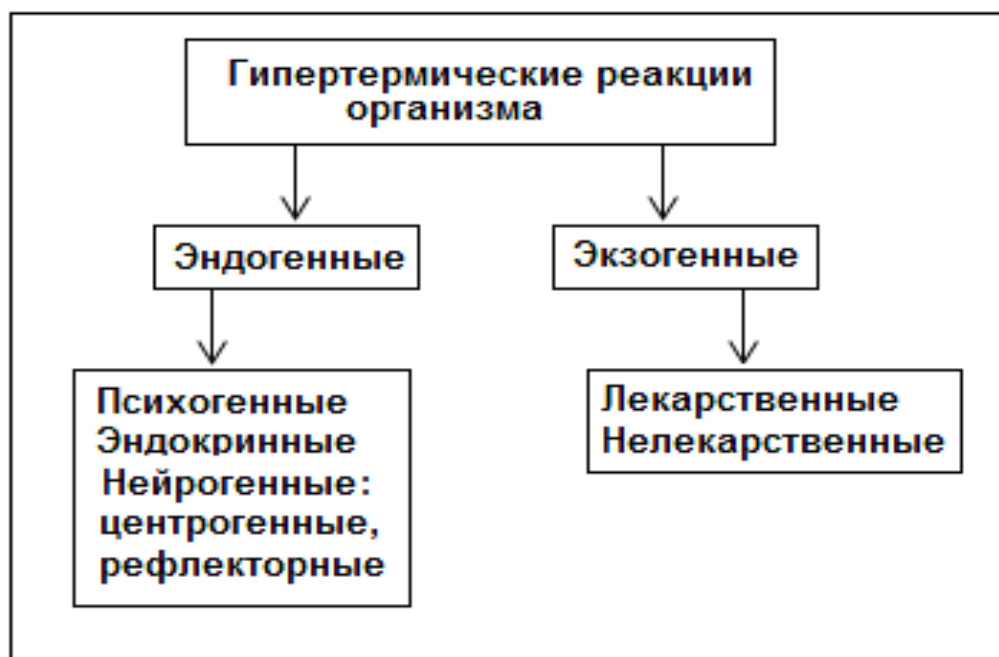 Гипертермические реакции
организма
Эндогенные
Экзогенные
Психогенные
Эндокринные
Нейрогенные:
центрогенные,
рефлекторные
Лекарственные
Нелекарственные